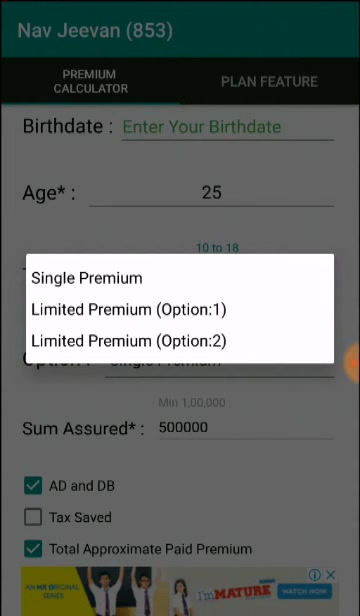 Nav Jeevan (853)
PREMIUM
CALCULATOR
PLAN FEATURE
Birthdate : Enter Your Birthdate
Age* : 25
10 to 18
Single Premium
Limited Premium (Option:1)
Limited Premium (Option:2)
Single Premium
Min 1,00,000
Sum Assured* : 500000
AD and DB
Tax Saved
Total Approximate Paid Premium
AN MX ORIGINAL
SERIES
I'm MATURE
WATCH NOW